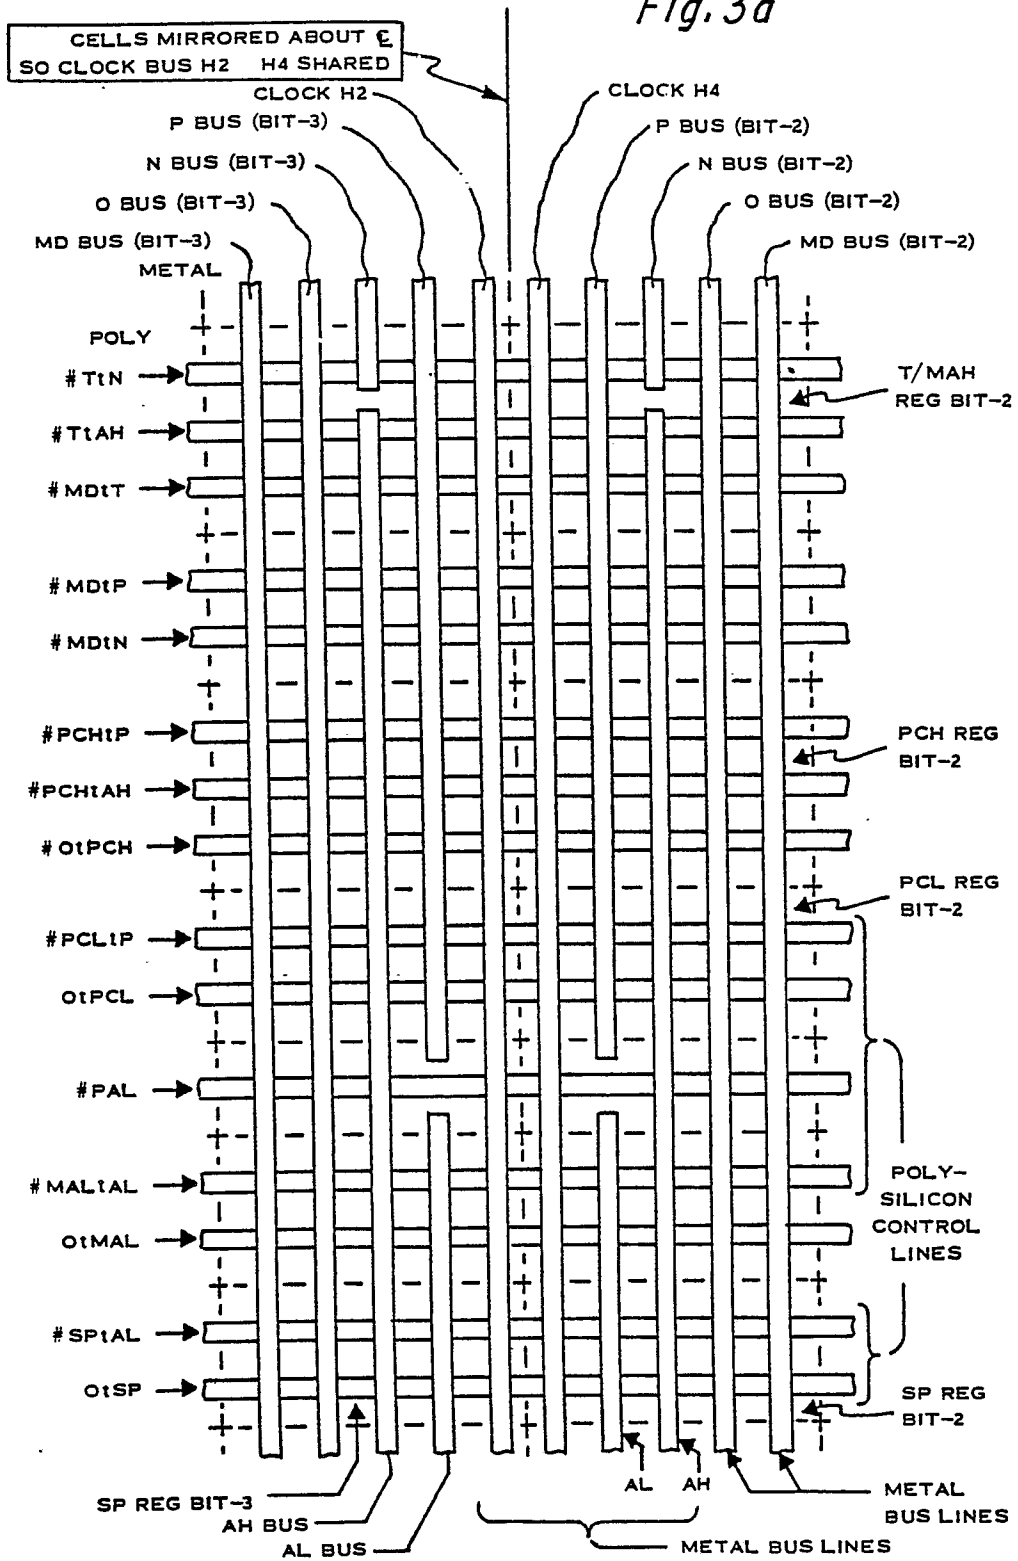 Fig. 3a
CELLS MIRRORED ABOUT ℄
SO CLOCK BUS H2 H4 SHARED
CLOCK H2
CLOCK H4
P BUS (BIT-3)
P BUS (BIT-2)
N BUS (BIT-3)
N BUS (BIT-2)
O BUS (BIT-3)
O BUS (BIT-2)
MD BUS (BIT-3)
MD BUS (BIT-2)
METAL
POLY
#TtN
T/MAH
REG BIT-2
#TtAH
#MDtT
#MDtP
#MDtN
#PCHtP
PCH REG
BIT-2
#PCHtAH
#OtPCH
PCL REG
BIT-2
#PCLtP
OtPCL
#PAL
#MALtAL
POLY-
SILICON
CONTROL
LINES
OtMAL
#SPtAL
OtSP
SP REG
BIT-2
AL
AH
METAL
BUS LINES
SP REG BIT-3
AH BUS
AL BUS
METAL BUS LINES